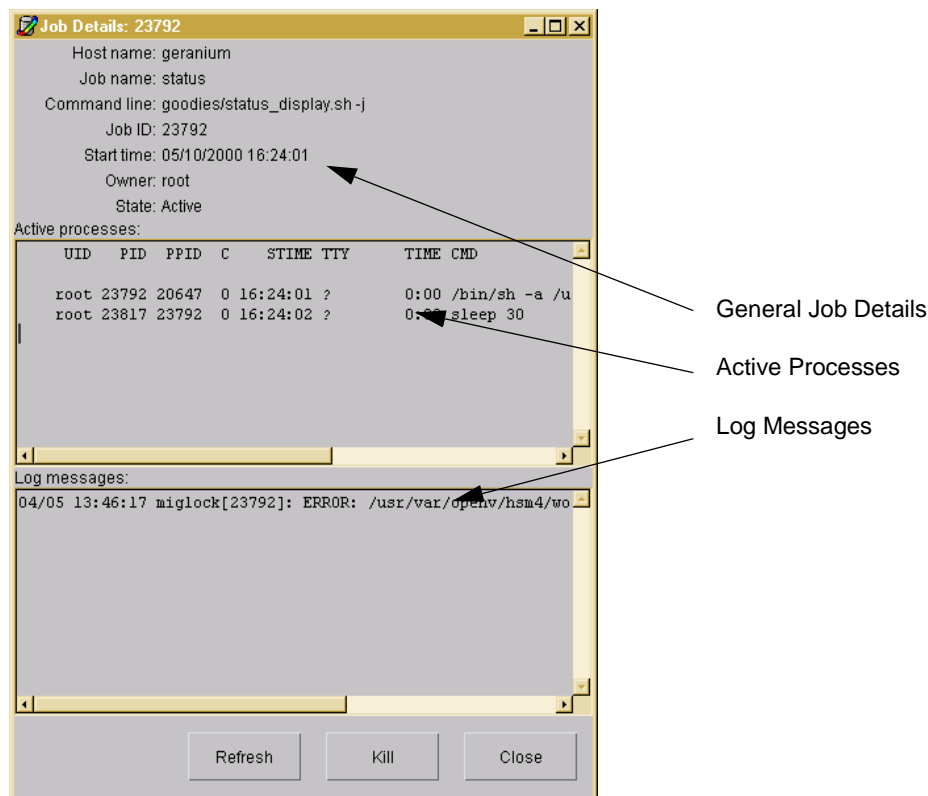 Job Details: 23792
Host name: geranium
Job name: status
Command line: goodies/status_display.sh -j
Job ID: 23792
Start time: 05/10/2000 16:24:01
Owner: root
State: Active
Active processes:
UID PID PPID C STIME TTY TIME CMD
root 23792 20647 0 16:24:01 ? 0:00 /bin/sh -a /u
root 23817 23792 0 16:24:02 ? 0:00 sleep 30
General Job Details
Active Processes
Log Messages
Log messages:
04/05 13:46:17 miglock[23792]: ERROR: /usr/var/openv/hsm4/wo
Refresh Kill Close